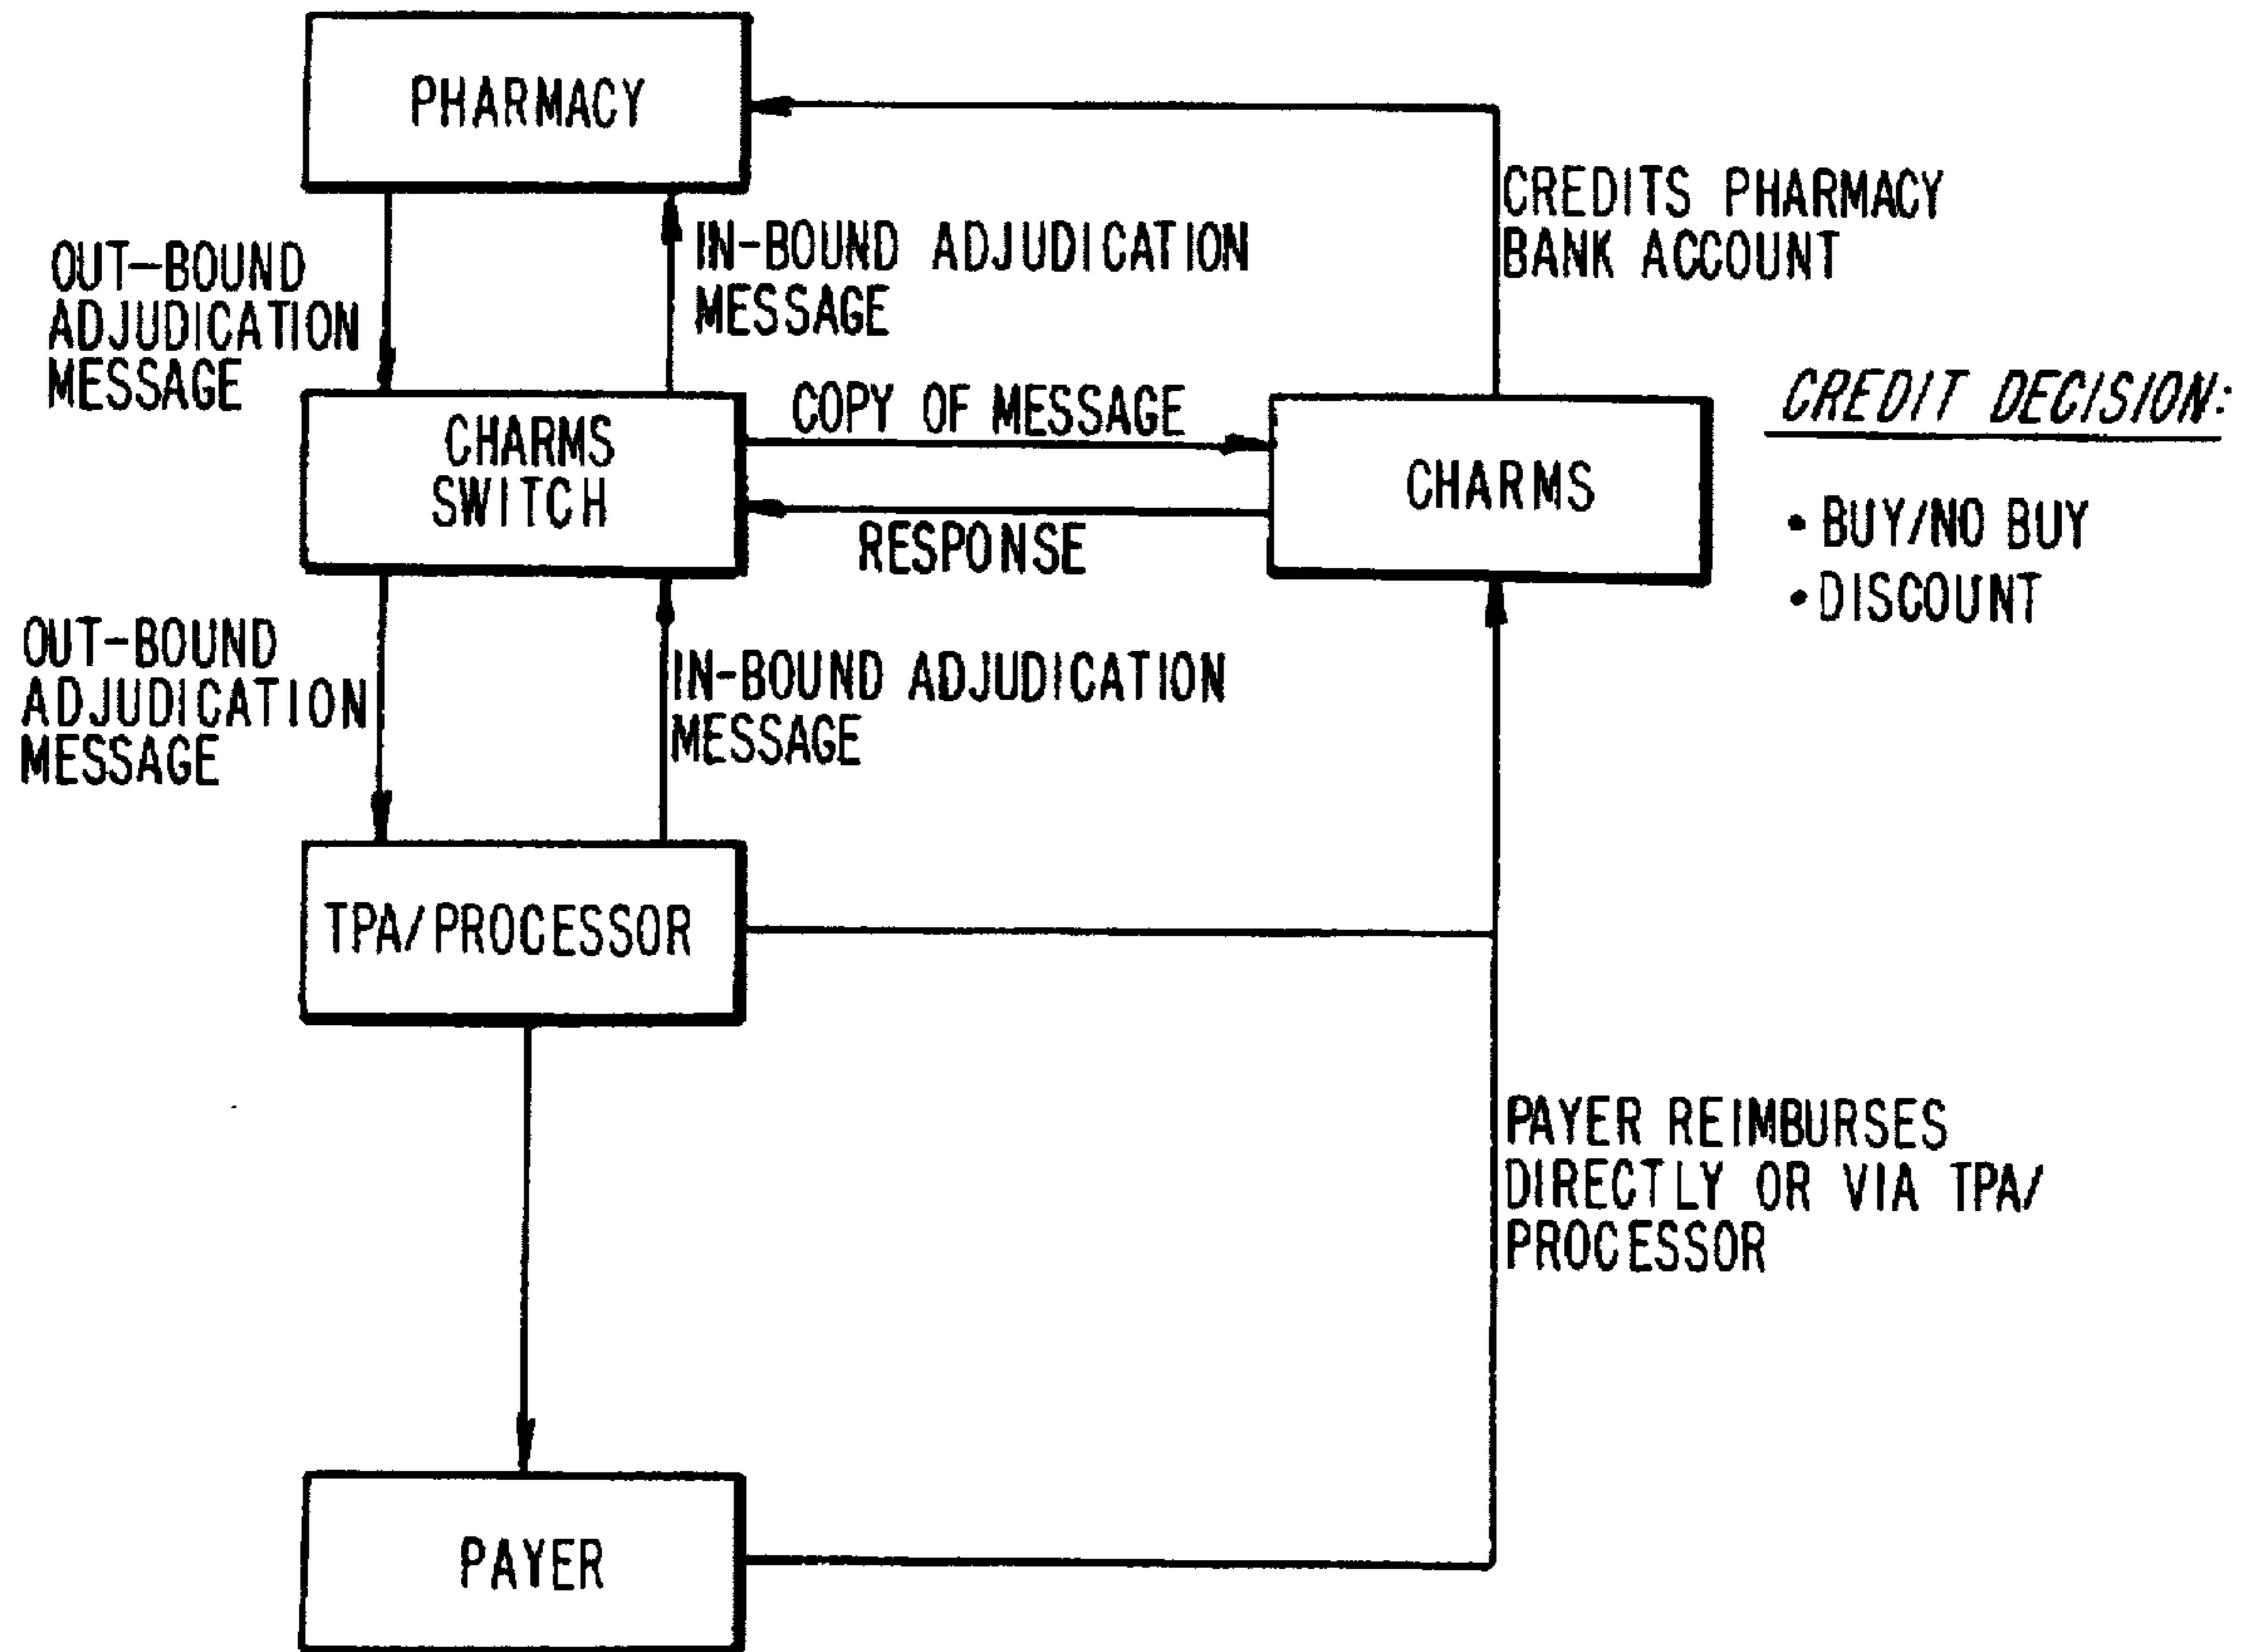 PHARMACY
CREDITS PHARMACY
BANK ACCOUNT
OUT-BOUND
ADJUDICATION
MESSAGE
IN-BOUND ADJUDICATION
MESSAGE
CHARMS
SWITCH
COPY OF MESSAGE
RESPONSE
CHARMS
CREDIT DECISION:
• BUY/NO BUY
• DISCOUNT
OUT-BOUND
ADJUDICATION
MESSAGE
IN-BOUND ADJUDICATION
MESSAGE
TPA/PROCESSOR
PAYER REIMBURSES
DIRECTLY OR VIA TPA/
PROCESSOR
PAYER